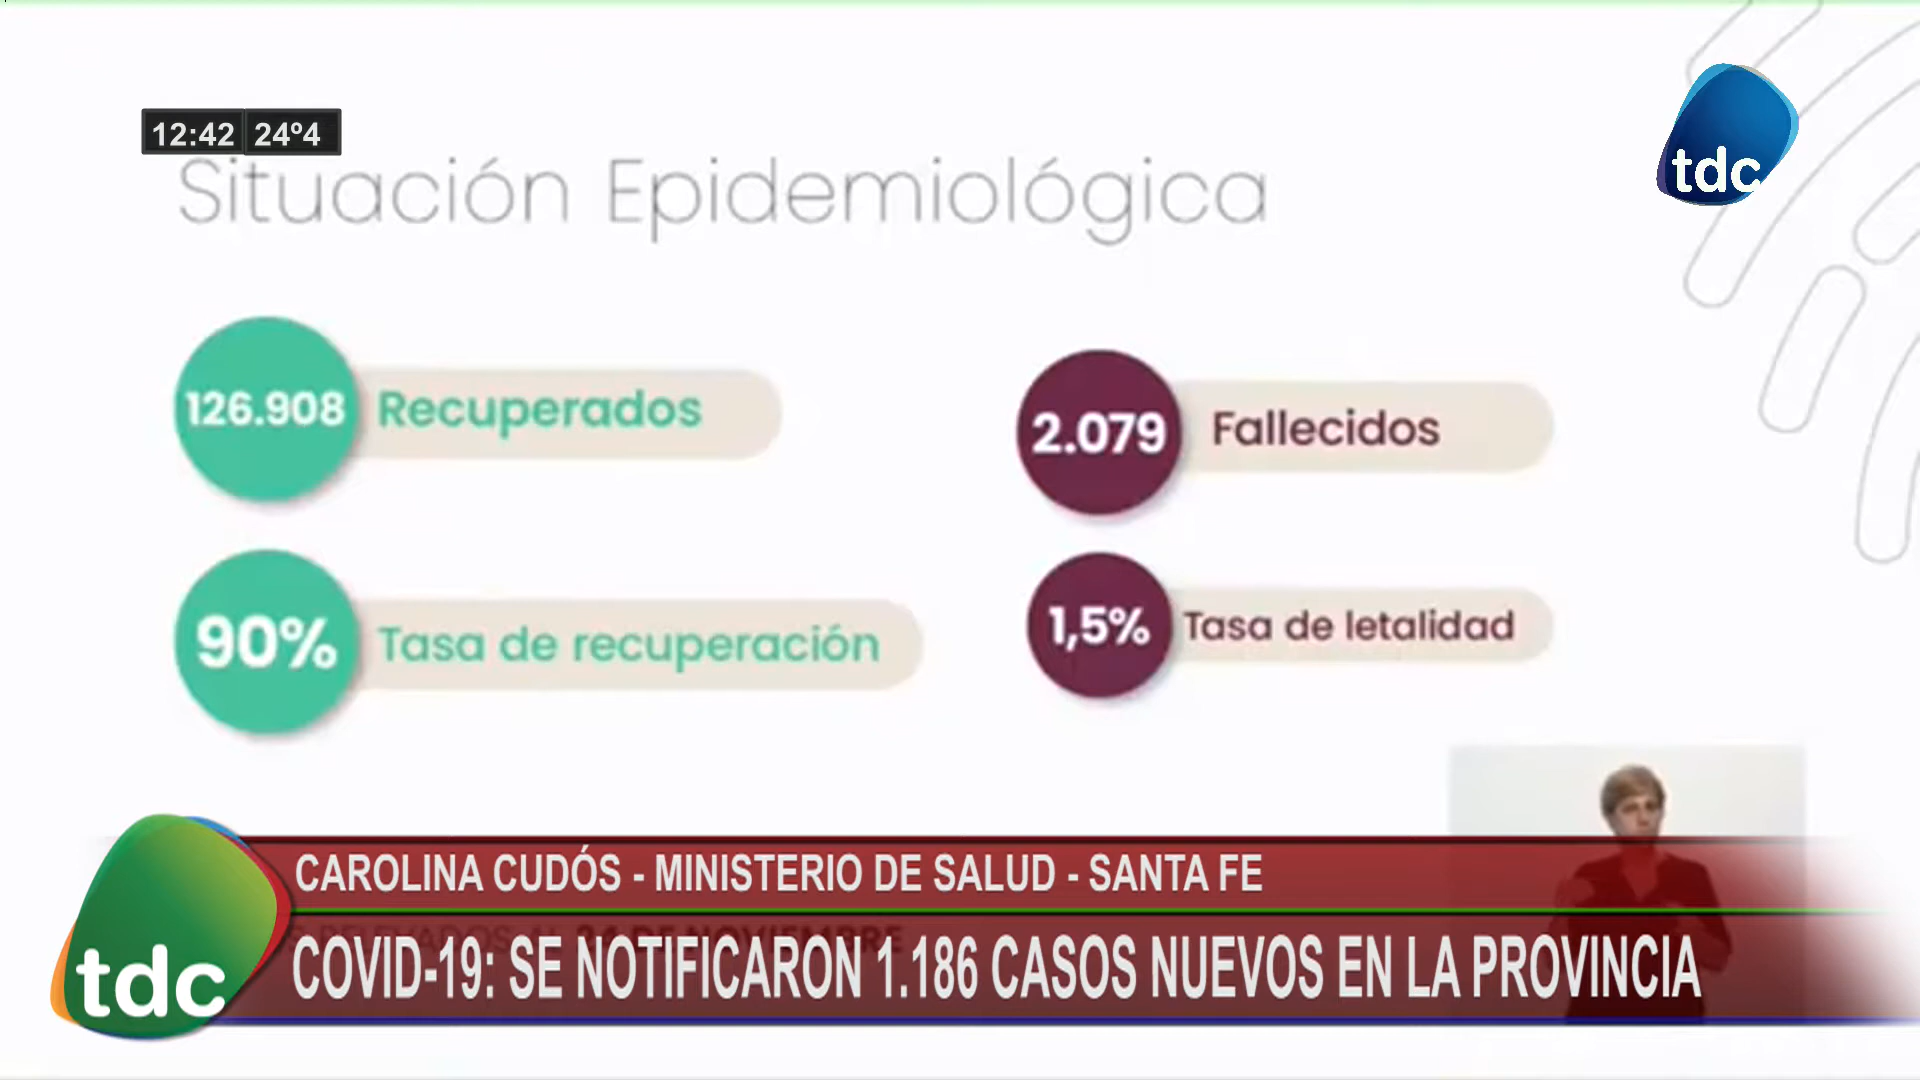 12:42 24º4
tdc
Situación Epidemiológica
126.908 Recuperados
2.079 Fallecidos
90% Tasa de recuperación
1,5% Tasa de letalidad
CAROLINA CUDÓS - MINISTERIO DE SALUD - SANTA FE
COVID-19: SE NOTIFICARON 1.186 CASOS NUEVOS EN LA PROVINCIA
tdc